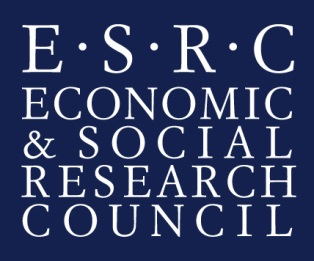 E·S·R·C
ECONOMIC
& SOCIAL
RESEARCH
COUNCIL